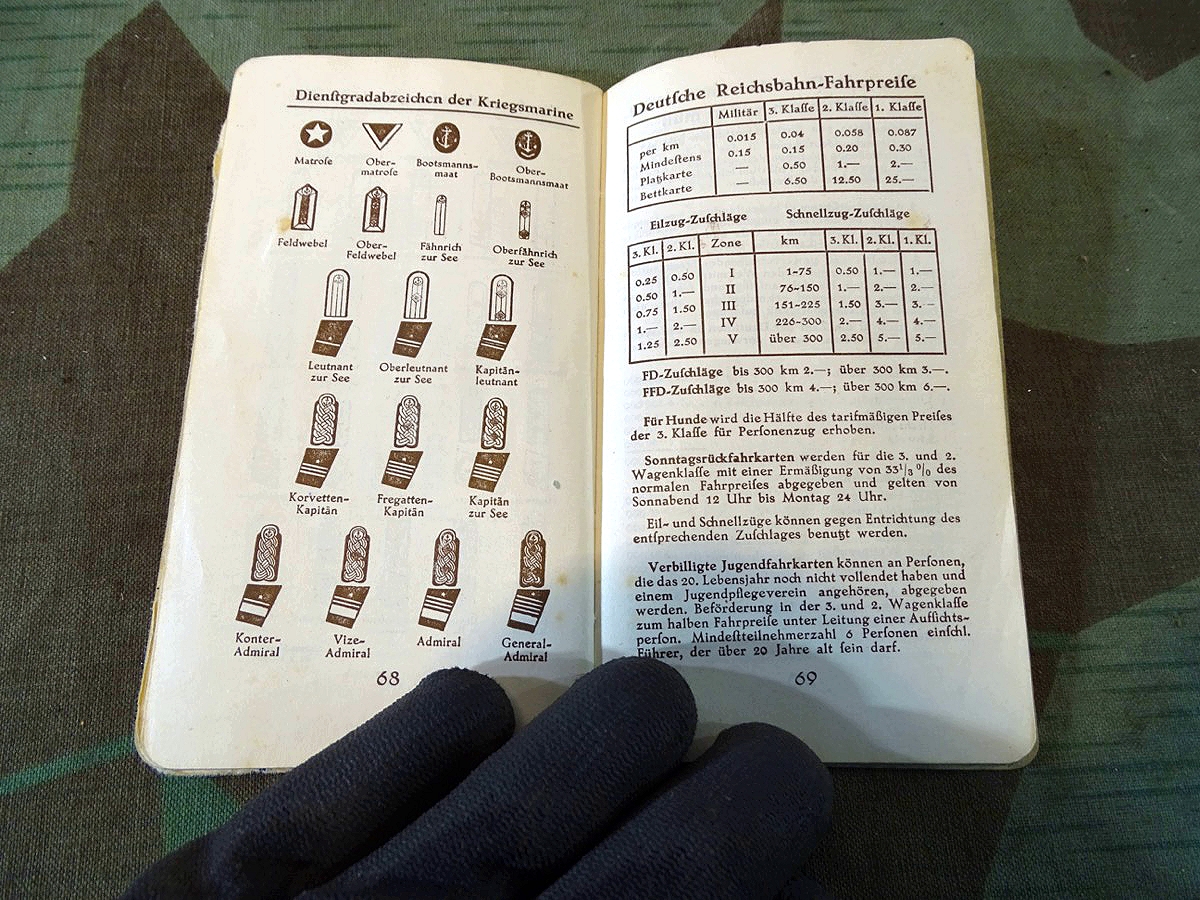 Dienſtgradabzeichen der Kriegsmarine
Matroſe
Ober-
matroſe
Bootsmanns-
maat
Ober-
Bootsmannsmaat
Feldwebel
Ober-
Feldwebel
Fähnrich
zur See
Oberfähnrich
zur See
Leutnant
zur See
Oberleutnant
zur See
Kapitän-
leutnant
Korvetten-
Kapitän
Fregatten-
Kapitän
Kapitän
zur See
Konter-
Admiral
Vize-
Admiral
Admiral
General-
Admiral
68
Deutſche Reichsbahn-Fahrpreiſe
Militär 3. Klaſſe 2. Klaſſe 1. Klaſſe
per km 0.015 0.04 0.058 0.087
Mindeſtens 0.15 0.15 0.20 0.30
Platzkarte — 0.50 1.— 2.—
Bettkarte — 6.50 12.50 25.—
Eilzug-Zuſchläge Schnellzug-Zuſchläge
3. Kl. 2. Kl. Zone km 3. Kl. 2. Kl. 1. Kl.
0.25 0.50 I 1-75 0.50 1.— 1.—
0.50 1.— II 76-150 1.— 2.— 2.—
0.75 1.50 III 151-225 1.50 3.— 3.—
1.— 2.— IV 226-300 2.— 4.— 4.—
1.25 2.50 V über 300 2.50 5.— 5.—
FD-Zuſchläge bis 300 km 2.—; über 300 km 3.—.
FFD-Zuſchläge bis 300 km 4.—; über 300 km 6.—.
Für Hunde wird die Hälfte des tarifmäßigen Preiſes
der 3. Klaſſe für Perſonenzug erhoben.
Sonntagsrückfahrkarten werden für die 3. und 2.
Wagenklaſſe mit einer Ermäßigung von 33¹/₃ % des
normalen Fahrpreiſes abgegeben und gelten von
Sonnabend 12 Uhr bis Montag 24 Uhr.
Eil- und Schnellzüge können gegen Entrichtung des
entſprechenden Zuſchlages benutzt werden.
Verbilligte Jugendfahrkarten können an Perſonen,
die das 20. Lebensjahr noch nicht vollendet haben und
einem Jugendpflegeverein angehören, abgegeben
werden. Beförderung in der 3. und 2. Wagenklaſſe
zum halben Fahrpreiſe unter Leitung einer Aufſichts-
perſon. Mindeſtteilnehmerzahl 6 Perſonen einſchl.
Führer, der über 20 Jahre alt ſein darf.
69